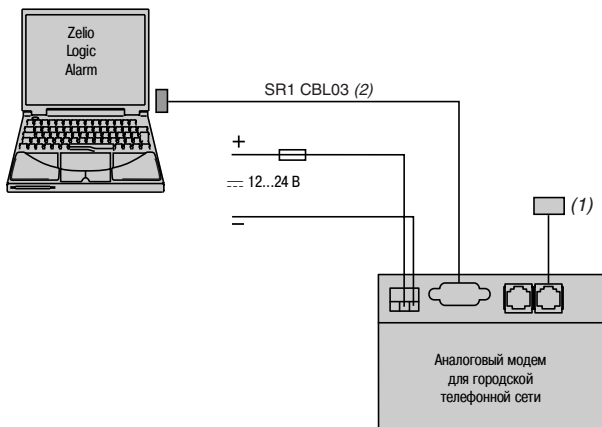 Zelio
Logic
Alarm
SR1 CBL03 (2)
+
12...24 В
–
(1)
Аналоговый модем
для городской
телефонной сети